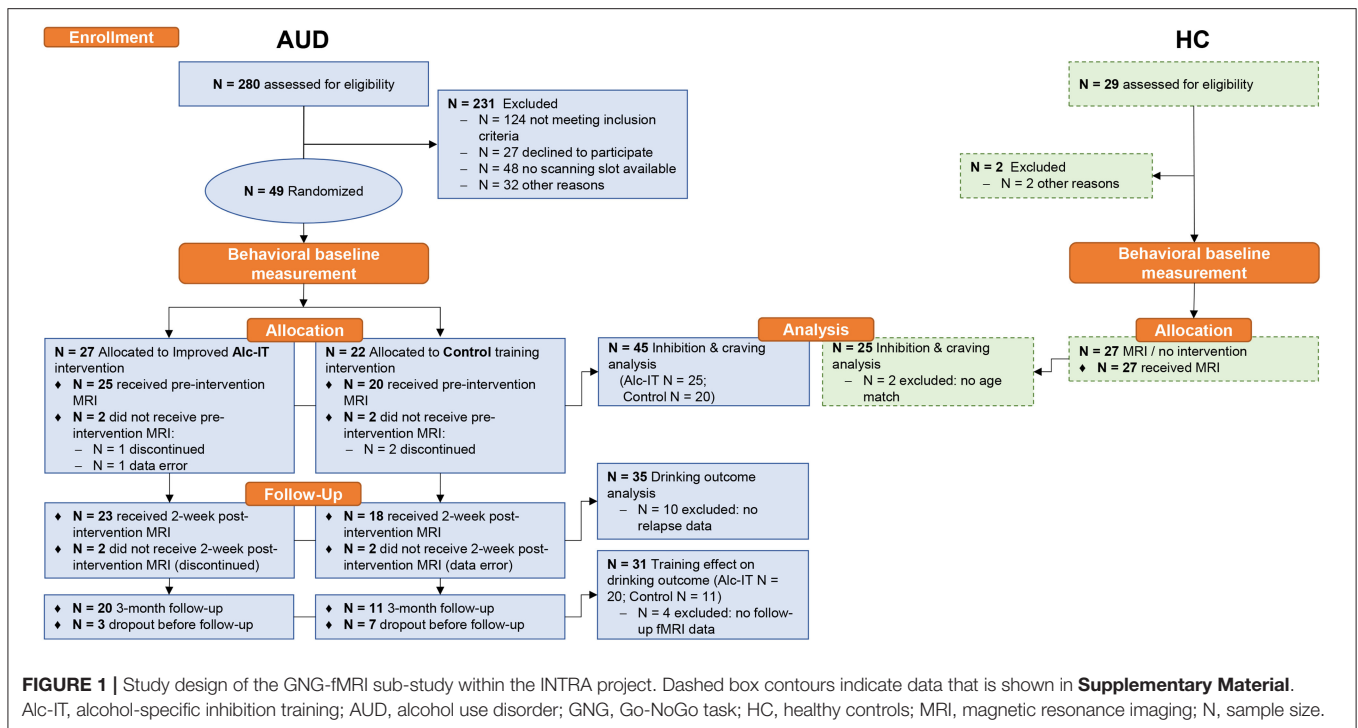 Enrollment
AUD
HC
N = 280 assessed for eligibility
N = 231 Excluded
– N = 124 not meeting inclusion
criteria
– N = 27 declined to participate
– N = 48 no scanning slot available
– N = 32 other reasons
N = 29 assessed for eligibility
N = 2 Excluded
– N = 2 other reasons
N = 49 Randomized
Behavioral baseline
measurement
Behavioral baseline
measurement
Allocation
N = 27 Allocated to Improved Alc-IT
intervention
♦ N = 25 received pre-intervention
MRI
♦ N = 2 did not receive pre-
intervention MRI:
– N = 1 discontinued
– N = 1 data error
N = 22 Allocated to Control training
intervention
♦ N = 20 received pre-intervention
MRI
♦ N = 2 did not receive pre-
intervention MRI:
– N = 2 discontinued
Analysis
N = 45 Inhibition & craving
analysis
(Alc-IT N = 25;
Control N = 20)
N = 25 Inhibition & craving
analysis
– N = 2 excluded: no age
match
Allocation
N = 27 MRI / no intervention
♦ N = 27 received MRI
Follow-Up
♦ N = 23 received 2-week post-
intervention MRI
♦ N = 2 did not receive 2-week post-
intervention MRI (discontinued)
♦ N = 18 received 2-week post-
intervention MRI
♦ N = 2 did not receive 2-week post-
intervention MRI (data error)
N = 35 Drinking outcome
analysis
– N = 10 excluded: no
relapse data
♦ N = 20 3-month follow-up
♦ N = 3 dropout before follow-up
♦ N = 11 3-month follow-up
♦ N = 7 dropout before follow-up
N = 31 Training effect on
drinking outcome (Alc-IT N =
20; Control N = 11)
– N = 4 excluded: no follow-
up fMRI data
FIGURE 1 | Study design of the GNG-fMRI sub-study within the INTRA project. Dashed box contours indicate data that is shown in Supplementary Material.
Alc-IT, alcohol-specific inhibition training; AUD, alcohol use disorder; GNG, Go-NoGo task; HC, healthy controls; MRI, magnetic resonance imaging; N, sample size.